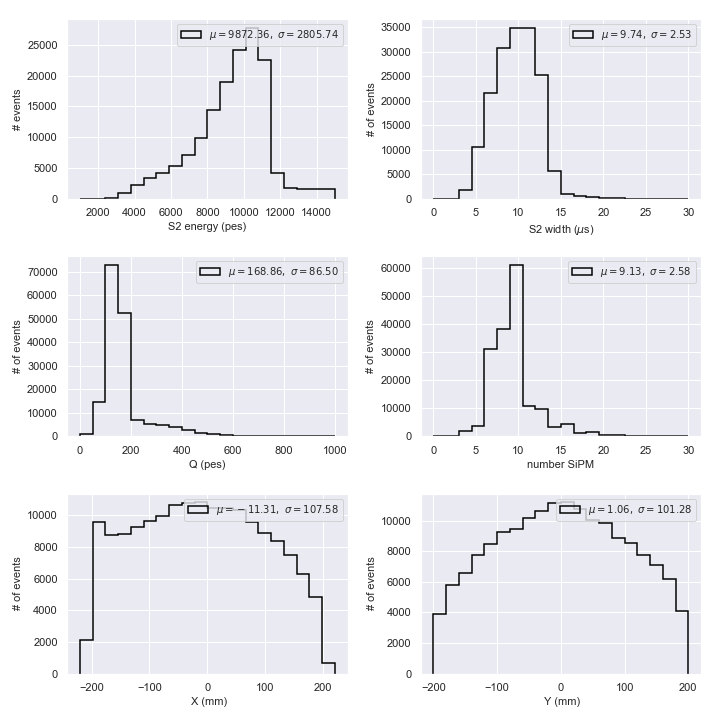 25000
20000
15000
10000
5000
0
# events
μ = 9872.36, σ = 2805.74
2000 4000 6000 8000 10000 12000 14000
S2 energy (pes)
35000
30000
25000
20000
15000
10000
5000
0
# of events
μ = 9.74, σ = 2.53
0 5 10 15 20 25 30
S2 width (μs)
70000
60000
50000
40000
30000
20000
10000
0
# of events
μ = 168.86, σ = 86.50
0 200 400 600 800 1000
Q (pes)
60000
50000
40000
30000
20000
10000
0
# of events
μ = 9.13, σ = 2.58
0 5 10 15 20 25 30
number SiPM
10000
8000
6000
4000
2000
0
# of events
μ = −11.31, σ = 107.58
−200 −100 0 100 200
X (mm)
10000
8000
6000
4000
2000
0
# of events
μ = 1.06, σ = 101.28
−200 −100 0 100 200
Y (mm)